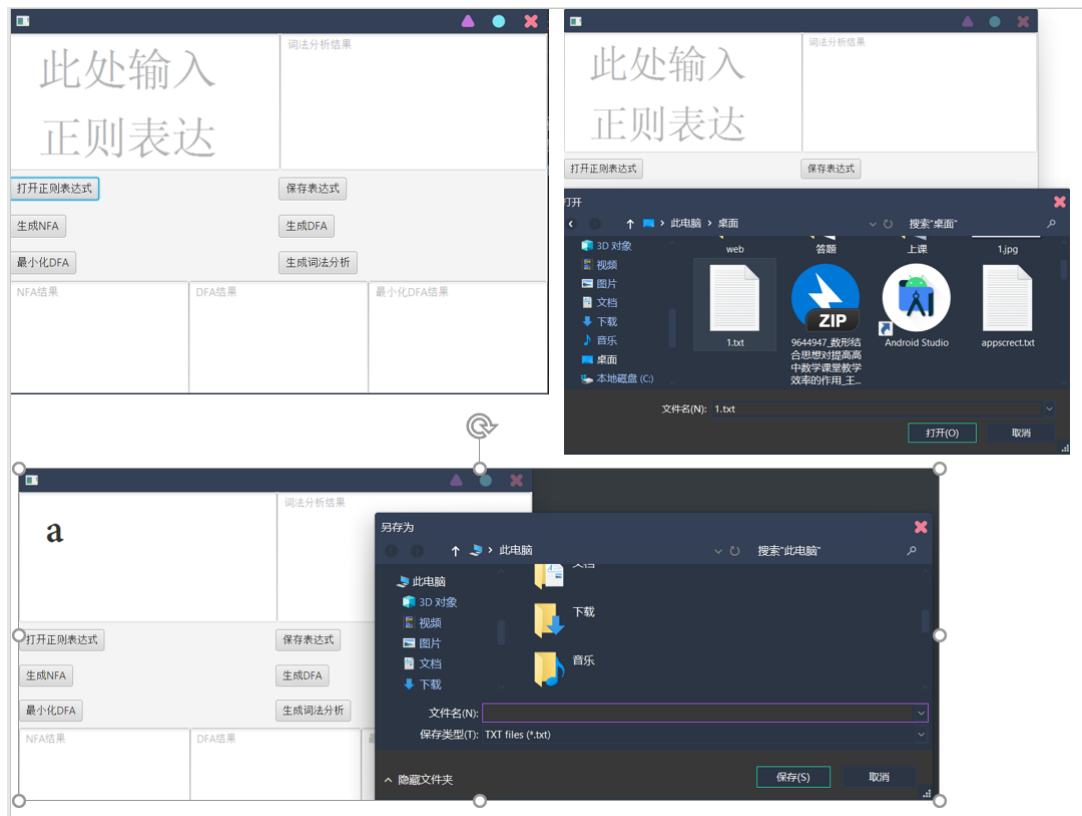 此处输入
正则表达
词法分析结果
打开正则表达式
保存表达式
生成NFA
生成DFA
最小化DFA
生成词法分析
NFA结果
DFA结果
最小化DFA结果
此处输入
正则表达
词法分析结果
打开正则表达式
保存表达式
打开
此电脑
桌面
搜索"桌面"
3D 对象
视频
图片
文档
下载
音乐
桌面
本地磁盘 (C:)
web
答题
上课
1.jpg
1.txt
ZIP
9644947_数形结
合思想对提高高
中数学课堂教学
效率的作用_王...
Android Studio
appscrect.txt
文件名(N):
1.txt
打开(O)
取消
a
词法分析结果
打开正则表达式
保存表达式
生成NFA
生成DFA
最小化DFA
生成词法分析
NFA结果
DFA结果
另存为
此电脑
搜索"此电脑"
此电脑
3D 对象
视频
图片
文档
下载
文档
下载
音乐
文件名(N):
保存类型(T):
TXT files (*.txt)
隐藏文件夹
保存(S)
取消